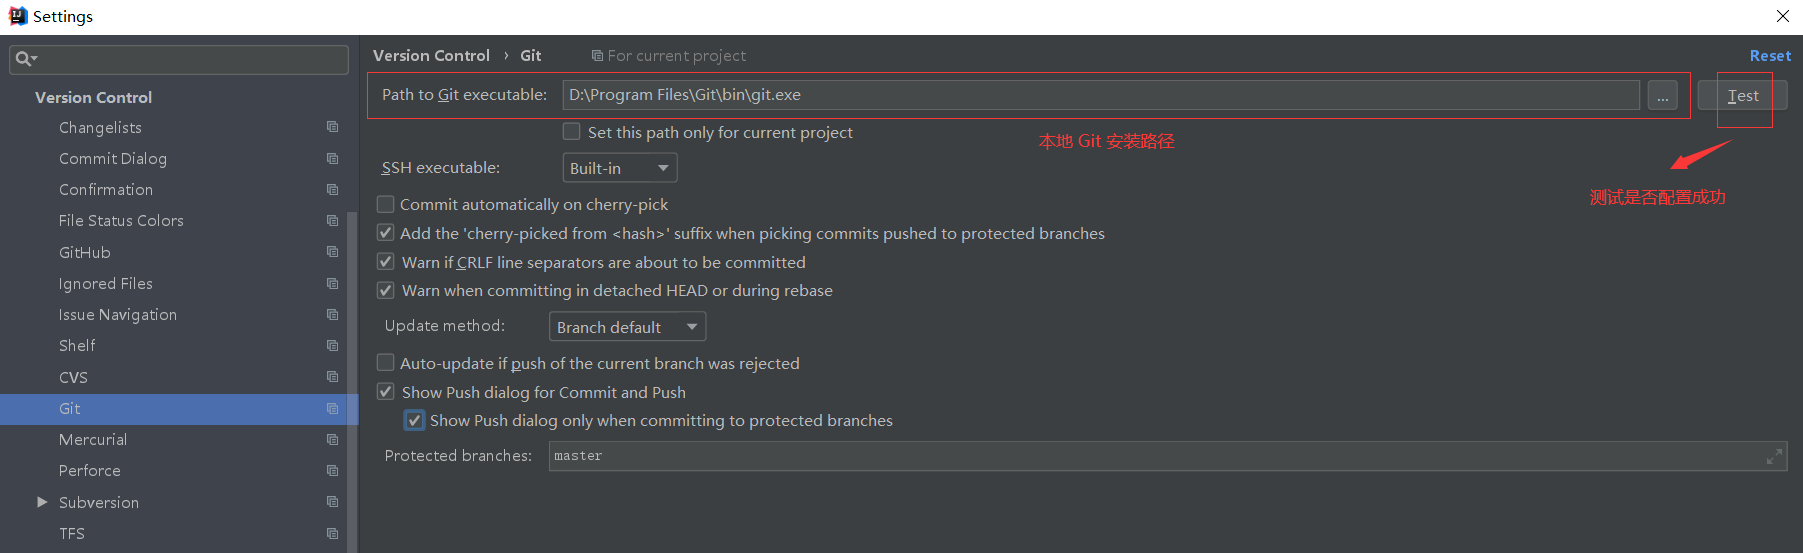 Settings
Version Control › Git For current project Reset
Version Control
Path to Git executable: D:\Program Files\Git\bin\git.exe ... Test
Changelists
Set this path only for current project
本地 Git 安装路径
Commit Dialog
SSH executable: Built-in
Confirmation
测试是否配置成功
Commit automatically on cherry-pick
File Status Colors
Add the 'cherry-picked from <hash>' suffix when picking commits pushed to protected branches
GitHub
Warn if CRLF line separators are about to be committed
Ignored Files
Warn when committing in detached HEAD or during rebase
Issue Navigation
Update method: Branch default
Shelf
Auto-update if push of the current branch was rejected
CVS
Show Push dialog for Commit and Push
Git
Show Push dialog only when committing to protected branches
Mercurial
Protected branches: master
Perforce
Subversion
TFS